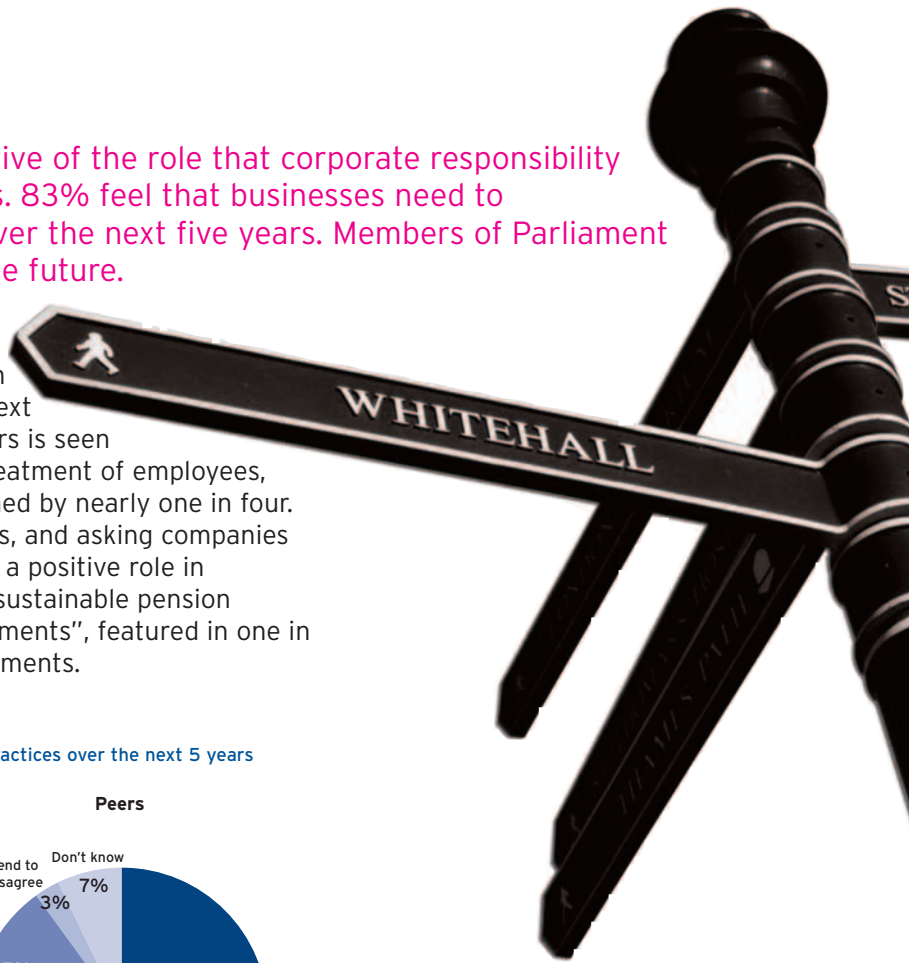 ive of the role that corporate responsibility
s. 83% feel that businesses need to
ver the next five years. Members of Parliament
e future.
S
WHITEHALL
n
ext
rs is seen
eatment of employees,
ned by nearly one in four.
s, and asking companies
a positive role in
sustainable pension
ments”, featured in one in
ments.
THAMES PATH
actices over the next 5 years
Peers
end to
sagree
Don't know
3%
7%